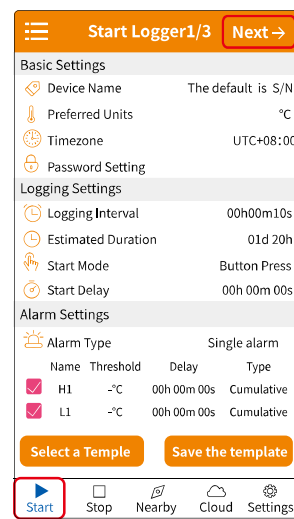 Start Logger1/3 Next→
Basic Settings
Device Name The default is S/N
Preferred Units °C
Timezone UTC+08:00
Password Setting
Logging Settings
Logging Interval 00h00m10s
Estimated Duration 01d 20h
Start Mode Button Press
Start Delay 00h 00m 00s
Alarm Settings
Alarm Type Single alarm
Name Threshold Delay Type
H1 -°C 00h 00m 00s Cumulative
L1 -°C 00h 00m 00s Cumulative
Select a Temple Save the template
Start Stop Nearby Cloud Settings